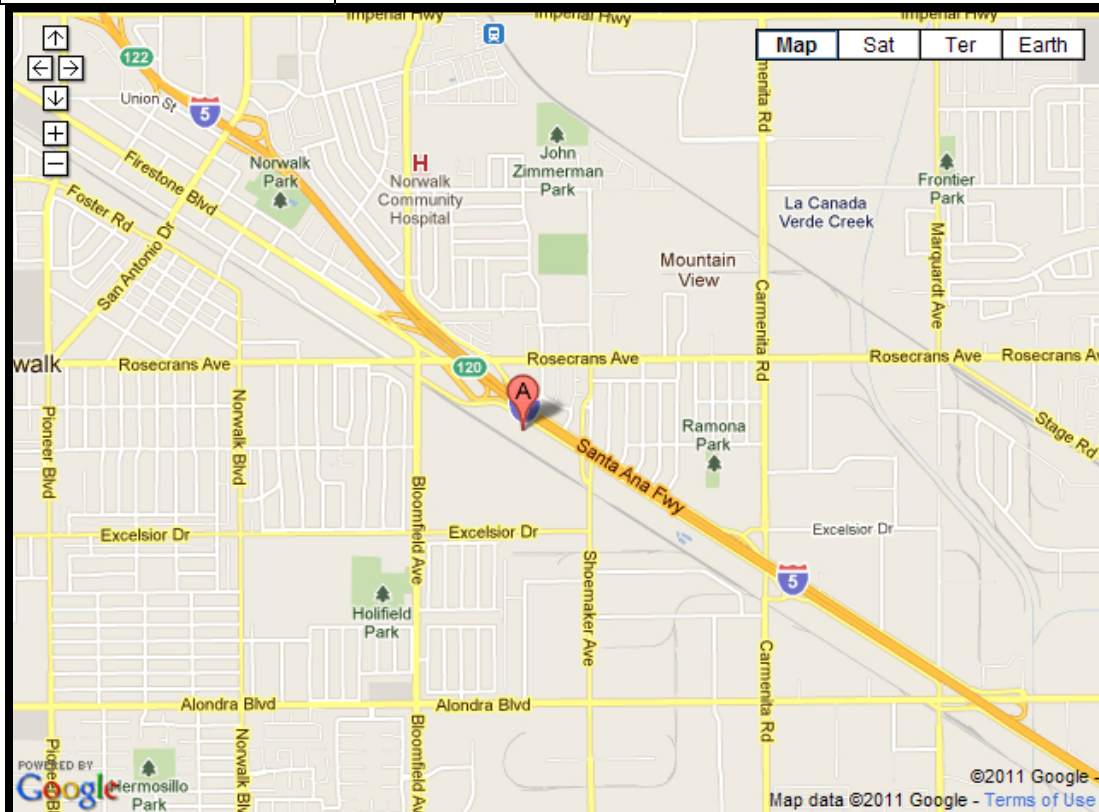 Imperial Hwy
Imperial Hwy
Imperial Hwy
Map
Sat
Ter
Earth
122
Union St
5
Firestone Blvd
Foster Rd
San Antonio Dr
Norwalk
Park
H
Norwalk
Community
Hospital
John
Zimmerman
Park
Carmenita Rd
La Canada
Verde Creek
Frontier
Park
Marquardt Ave
Mountain
View
Carmenita Rd
walk
Rosecrans Ave
120
Rosecrans Ave
Rosecrans Ave
Rosecrans Av
A
Stage Rd
Pioneer Blvd
Norwalk Blvd
Ramona
Park
Santa Ana Fwy
Bloomfield Ave
Excelsior Dr
Excelsior Dr
Excelsior Dr
Shoemaker Ave
5
Holifield
Park
Carmenita Rd
Alondra Blvd
Alondra Blvd
Pioneer B
Norwalk Bl
Bloomfield Av
Hermosillo
Park
POWERED BY
Google
©2011 Google -
Map data ©2011 Google - Terms of Use